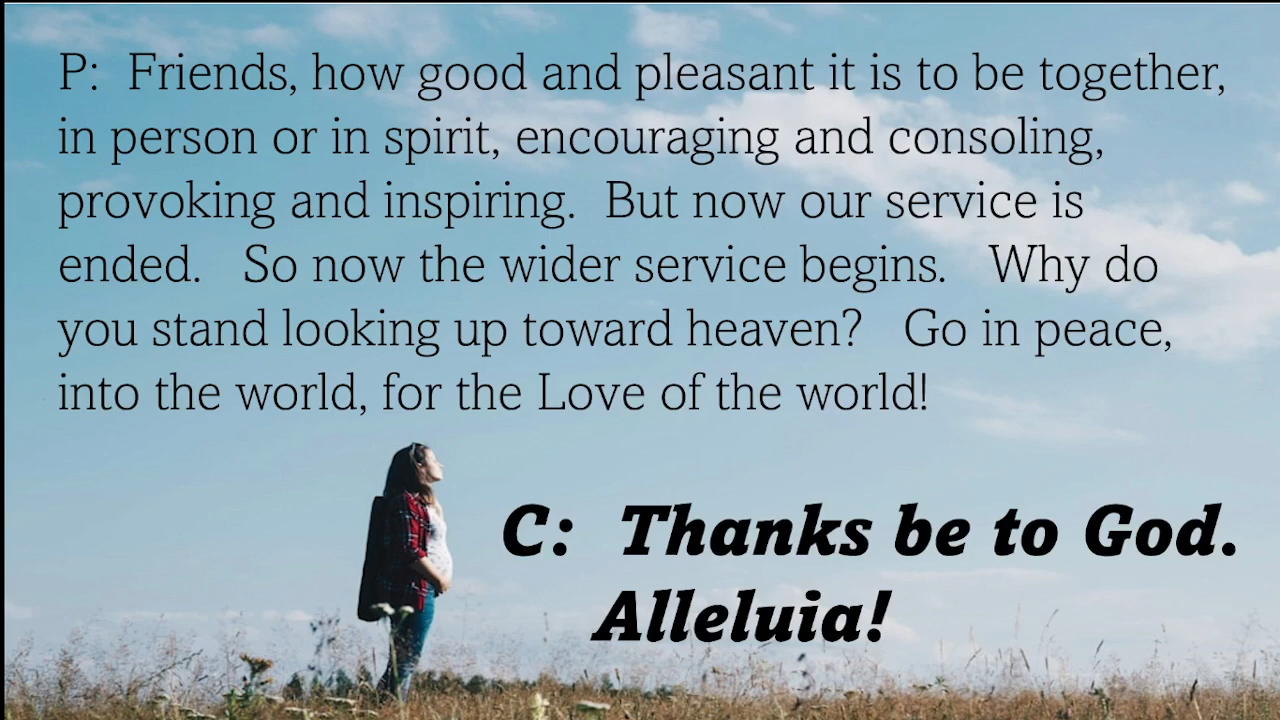 P:  Friends, how good and pleasant it is to be together,
in person or in spirit, encouraging and consoling,
provoking and inspiring.  But now our service is
ended.   So now the wider service begins.   Why do
you stand looking up toward heaven?   Go in peace,
into the world, for the Love of the world!
C:  Thanks be to God.
Alleluia!